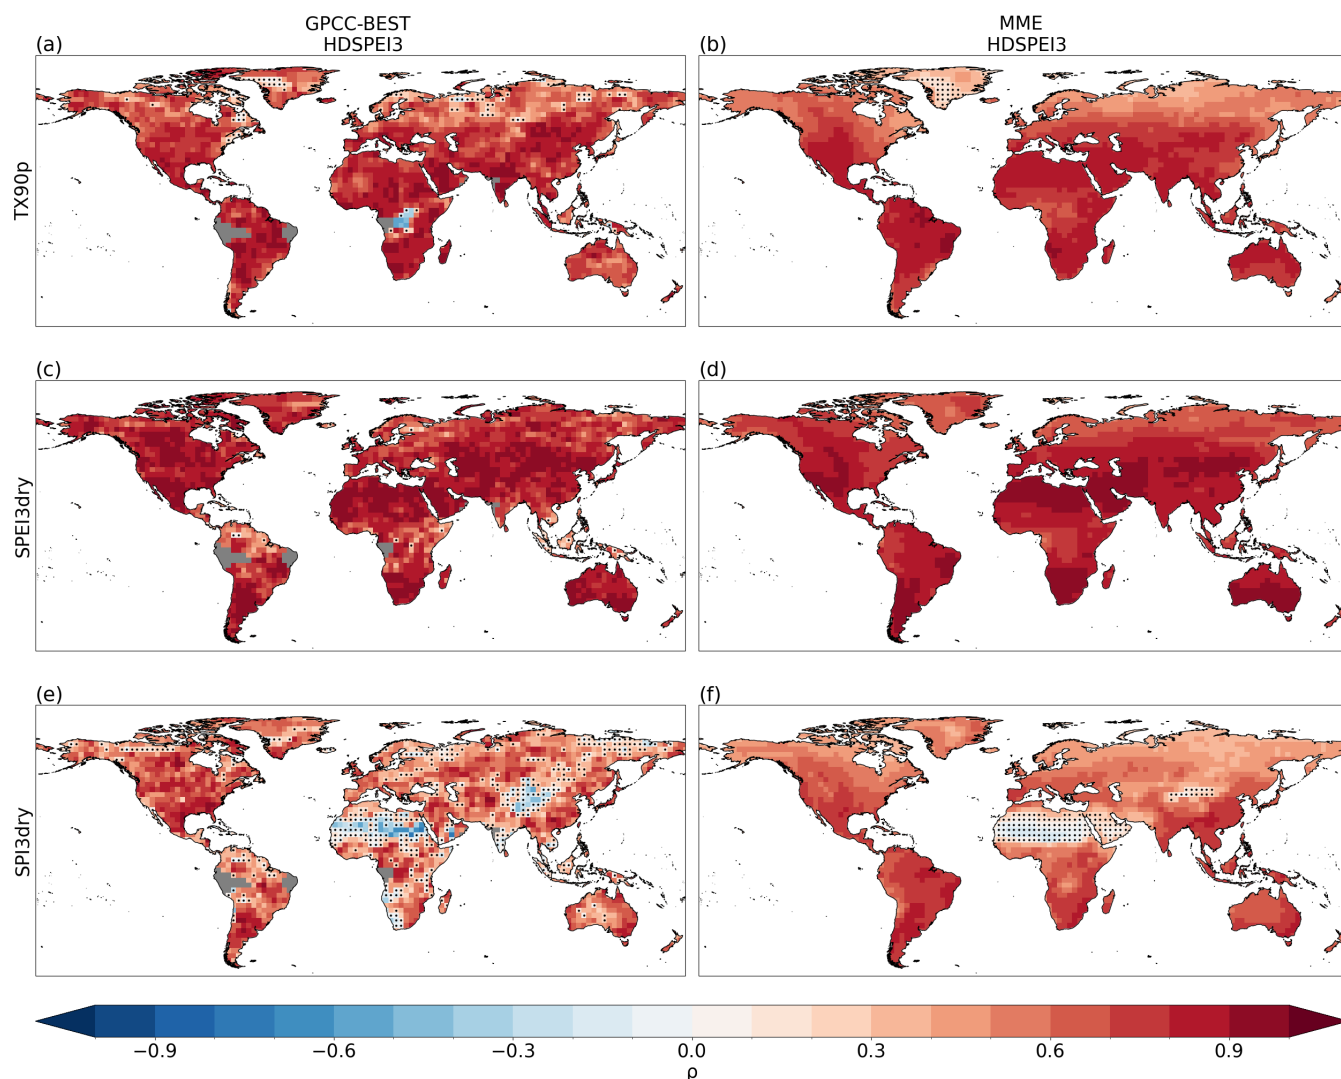 GPCC-BEST
HDSPEI3
MME
HDSPEI3
(a)
(b)
TX90p
(c)
(d)
SPEI3dry
(e)
(f)
SPI3dry
−0.9 −0.6 −0.3 0.0 0.3 0.6 0.9
ρ